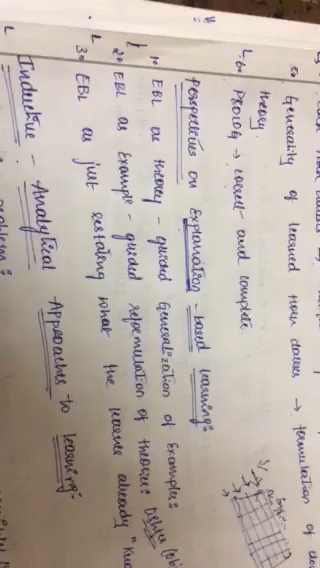 5. Generality of learned Horn clauses → formulation of
theory.
6. PROLOG → correct and complete.
Perspectives on Explanation-based learning:
1. EBL as theory-guided Generalization of Examples:
2. EBL as Example-guided reformulation of theories:
3. EBL as just restating what the learner already "Knows
Inductive - Analytical Approaches to learning: